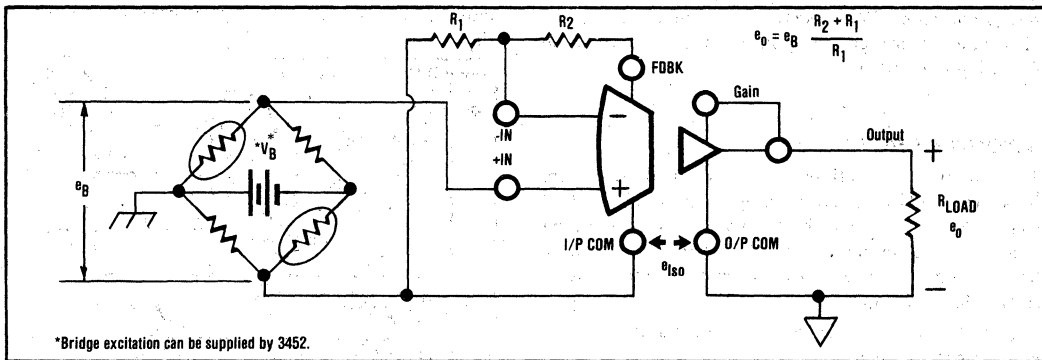 R1
R2
eo = eB R2 + R1
R1
FDBK
Gain
-IN
+IN
Output
+
*VB*
eB
−
+
RLOAD
eo
I/P COM
O/P COM
eIso
−
*Bridge excitation can be supplied by 3452.